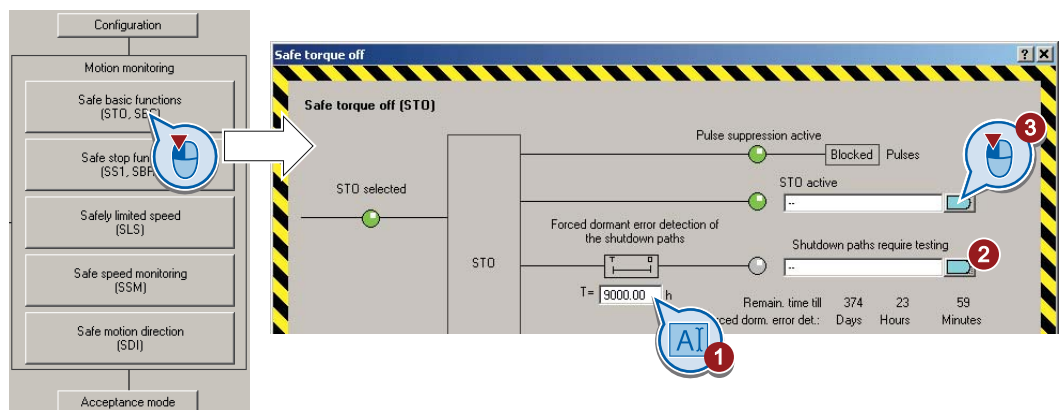 Configuration
Motion monitoring
Safe basic functions
(STO, SBC)
Safe stop fun
(SS1, SB
Safely limited speed
(SLS)
Safe speed monitoring
(SSM)
Safe motion direction
(SDI)
Acceptance mode
Safe torque off
Safe torque off (STO)
STO selected
STO
Pulse suppression active
Blocked Pulses
STO active
--
3
Forced dormant error detection of
the shutdown paths
T 0
T= 9000.00 h
Shutdown paths require testing
--
2
Remain. time till 374 23 59
rced dorm. error det.: Days Hours Minutes
AI
1